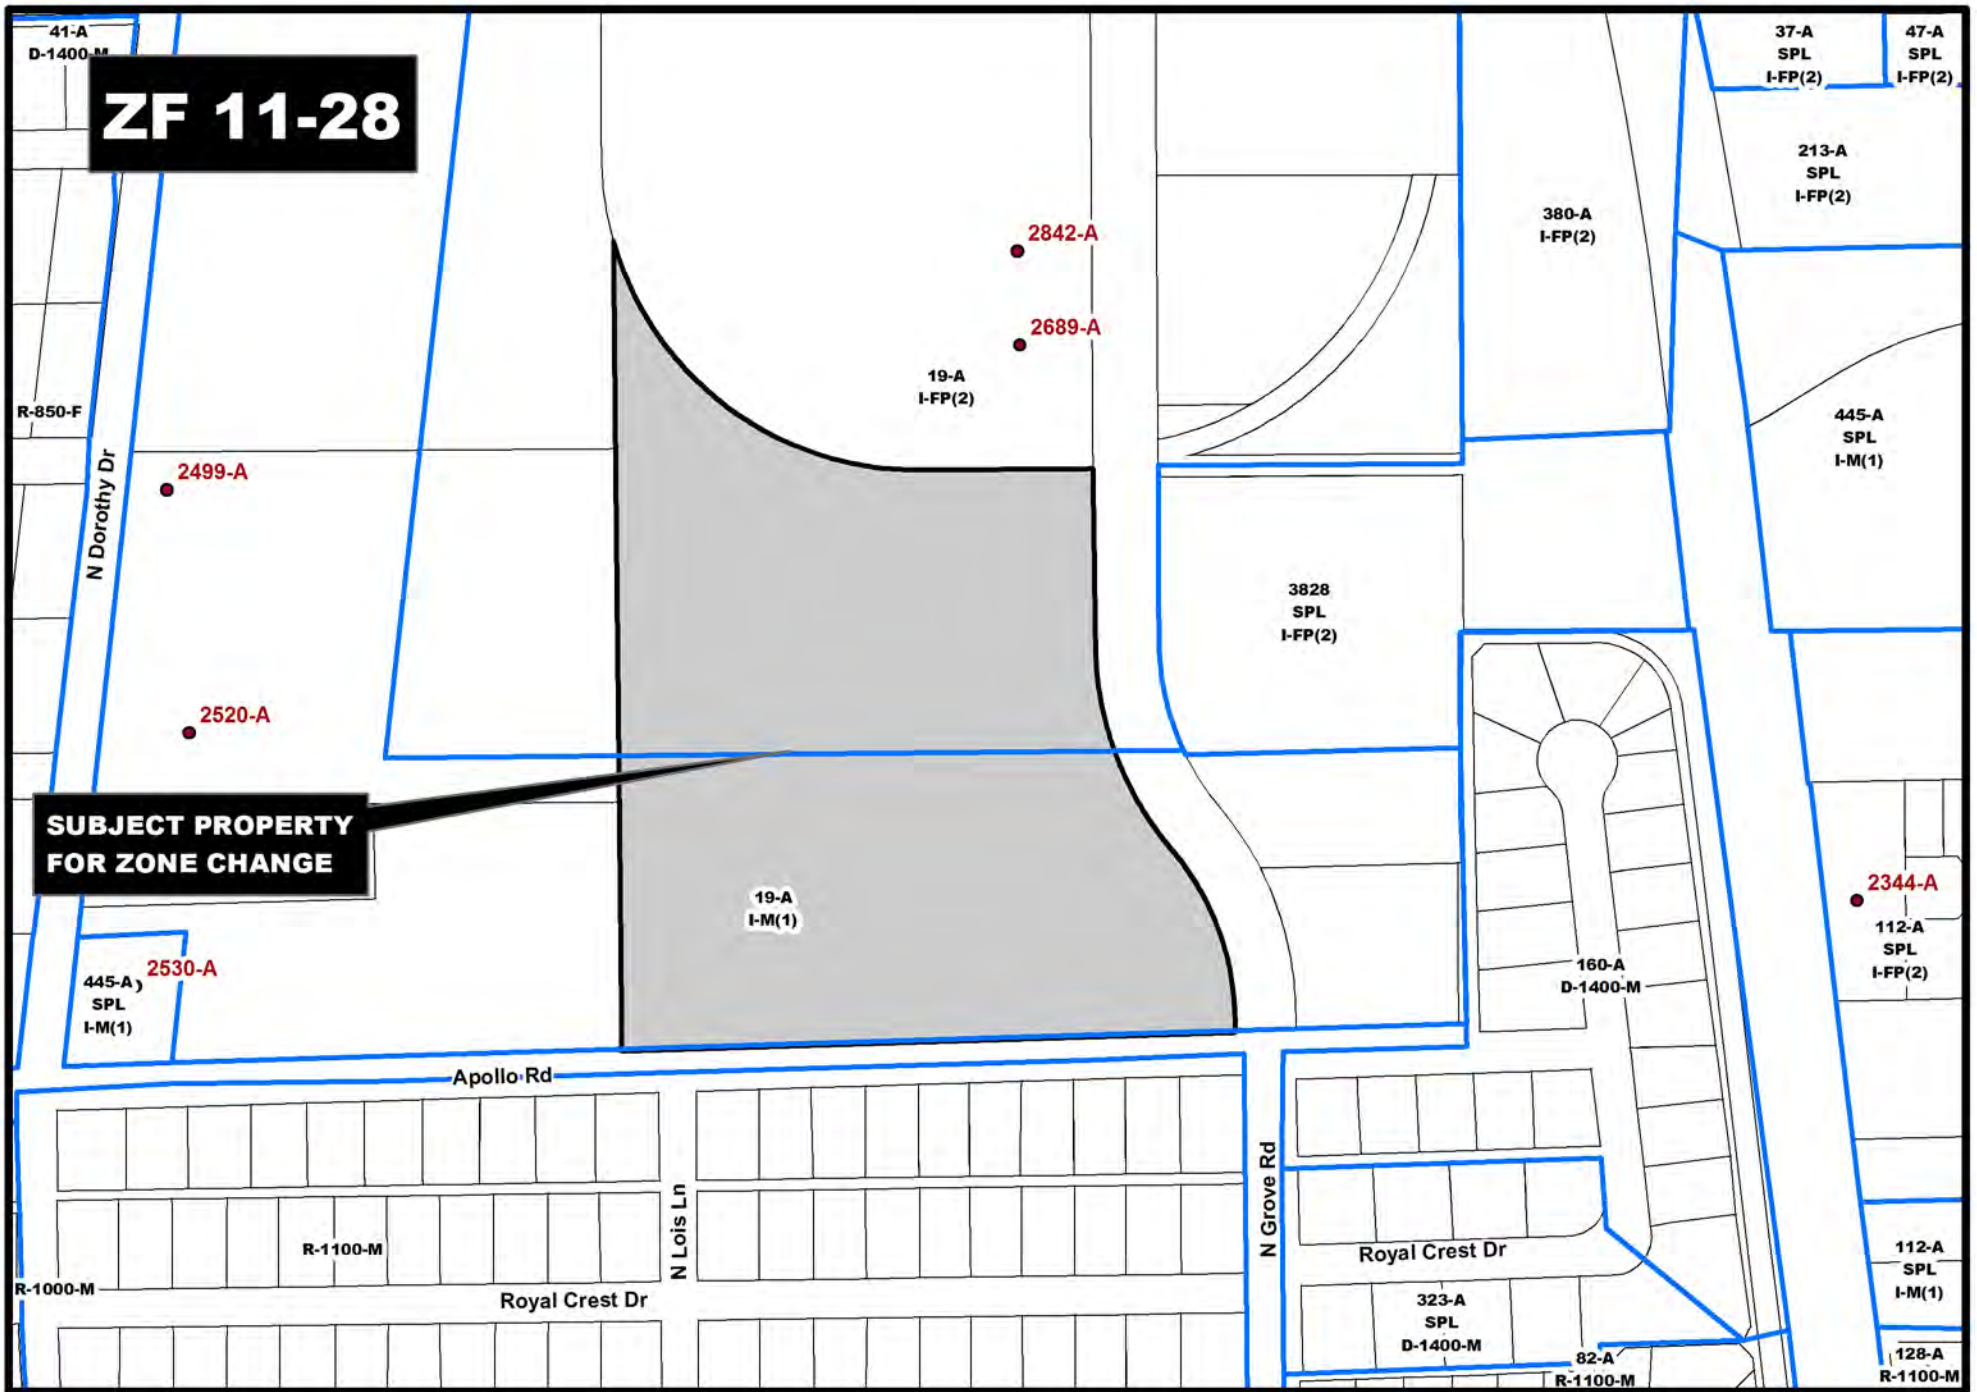 41-A
D-1400-M
ZF 11-28
37-A
SPL
I-FP(2)
47-A
SPL
I-FP(2)
213-A
SPL
I-FP(2)
380-A
I-FP(2)
2842-A
2689-A
19-A
I-FP(2)
R-850-F
445-A
SPL
I-M(1)
2499-A
N Dorothy Dr
3828
SPL
I-FP(2)
2520-A
SUBJECT PROPERTY
FOR ZONE CHANGE
19-A
I-M(1)
2344-A
112-A
SPL
I-FP(2)
2530-A
445-A)
SPL
I-M(1)
160-A
D-1400-M
Apollo Rd
N Lois Ln
N Grove Rd
R-1100-M
Royal Crest Dr
112-A
SPL
I-M(1)
R-1000-M
Royal Crest Dr
323-A
SPL
D-1400-M
82-A
R-1100-M
128-A
R-1100-M